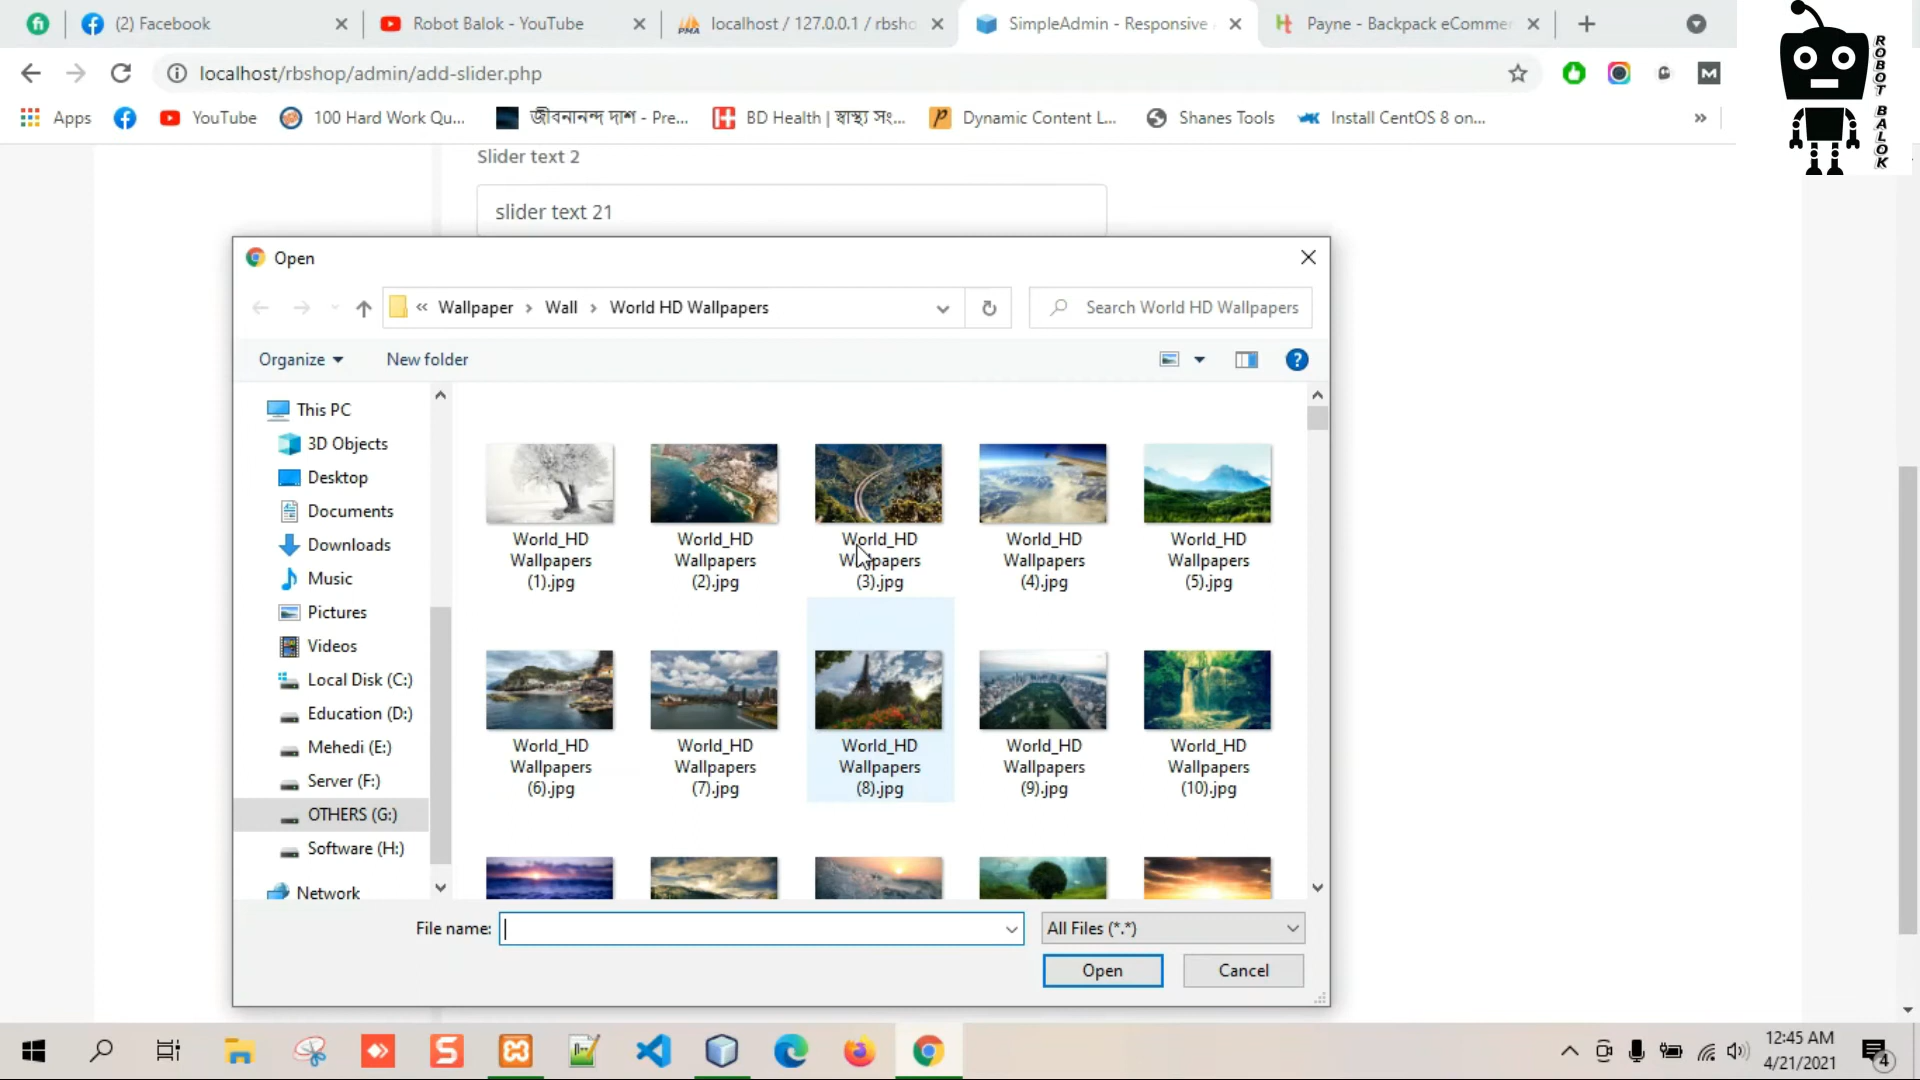 (2) Facebook
Robot Balok - YouTube
localhost / 127.0.0.1 / rbsho
SimpleAdmin - Responsive
Payne - Backpack eCommer
localhost/rbshop/admin/add-slider.php
Apps
YouTube
100 Hard Work Qu...
জীবনানন্দ দাশ - Pre...
BD Health | স্বাস্থ্য সং...
Dynamic Content L...
Shanes Tools
Install CentOS 8 on...
ROBOT BALOK
Slider text 2
slider text 21
Open
« Wallpaper › Wall › World HD Wallpapers
Search World HD Wallpapers
Organize
New folder
This PC
3D Objects
Desktop
Documents
Downloads
Music
Pictures
Videos
Local Disk (C:)
Education (D:)
Mehedi (E:)
Server (F:)
OTHERS (G:)
Software (H:)
Network
World_HD
Wallpapers
(1).jpg
World_HD
Wallpapers
(2).jpg
World_HD
Wallpapers
(3).jpg
World_HD
Wallpapers
(4).jpg
World_HD
Wallpapers
(5).jpg
World_HD
Wallpapers
(6).jpg
World_HD
Wallpapers
(7).jpg
World_HD
Wallpapers
(8).jpg
World_HD
Wallpapers
(9).jpg
World_HD
Wallpapers
(10).jpg
File name:
All Files (*.*)
Open
Cancel
12:45 AM
4/21/2021
4